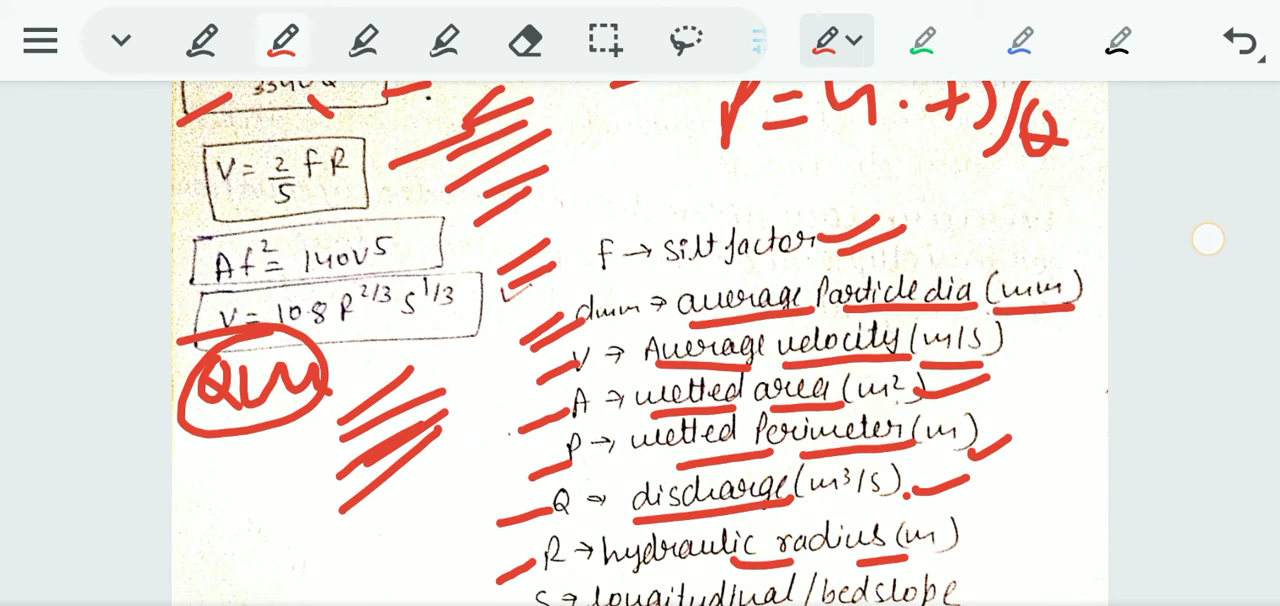 P = 4.75√Q
V = 2/5 f R
Af² = 140V⁵
V = 10.8 R^2/3 S^1/3
f → silt factor
dmm → average Particle dia (mm)
V → Average velocity (m/s)
A → wetted area (m²)
P → wetted Perimeter (m)
Q → discharge (m³/s).
R → hydraulic radius (m)
S → longitudinal/bedslope